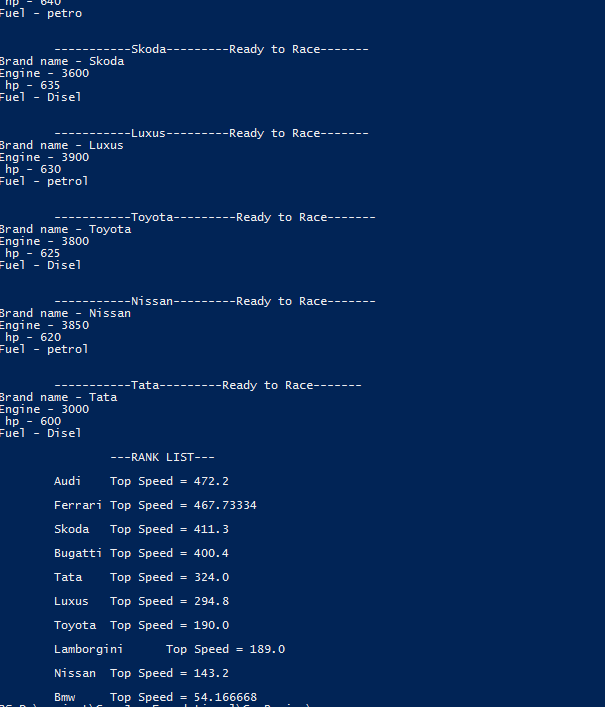 hp - 640
Fuel - petro
-----------Skoda---------Ready to Race-------
Brand name - Skoda
Engine - 3600
hp - 635
Fuel - Disel
-----------Luxus---------Ready to Race-------
Brand name - Luxus
Engine - 3900
hp - 630
Fuel - petrol
-----------Toyota---------Ready to Race-------
Brand name - Toyota
Engine - 3800
hp - 625
Fuel - Disel
-----------Nissan---------Ready to Race-------
Brand name - Nissan
Engine - 3850
hp - 620
Fuel - petrol
-----------Tata---------Ready to Race-------
Brand name - Tata
Engine - 3000
hp - 600
Fuel - Disel
---RANK LIST---
Audi Top Speed = 472.2
Ferrari Top Speed = 467.73334
Skoda Top Speed = 411.3
Bugatti Top Speed = 400.4
Tata Top Speed = 324.0
Luxus Top Speed = 294.8
Toyota Top Speed = 190.0
Lamborgini Top Speed = 189.0
Nissan Top Speed = 143.2
Bmw Top Speed = 54.166668